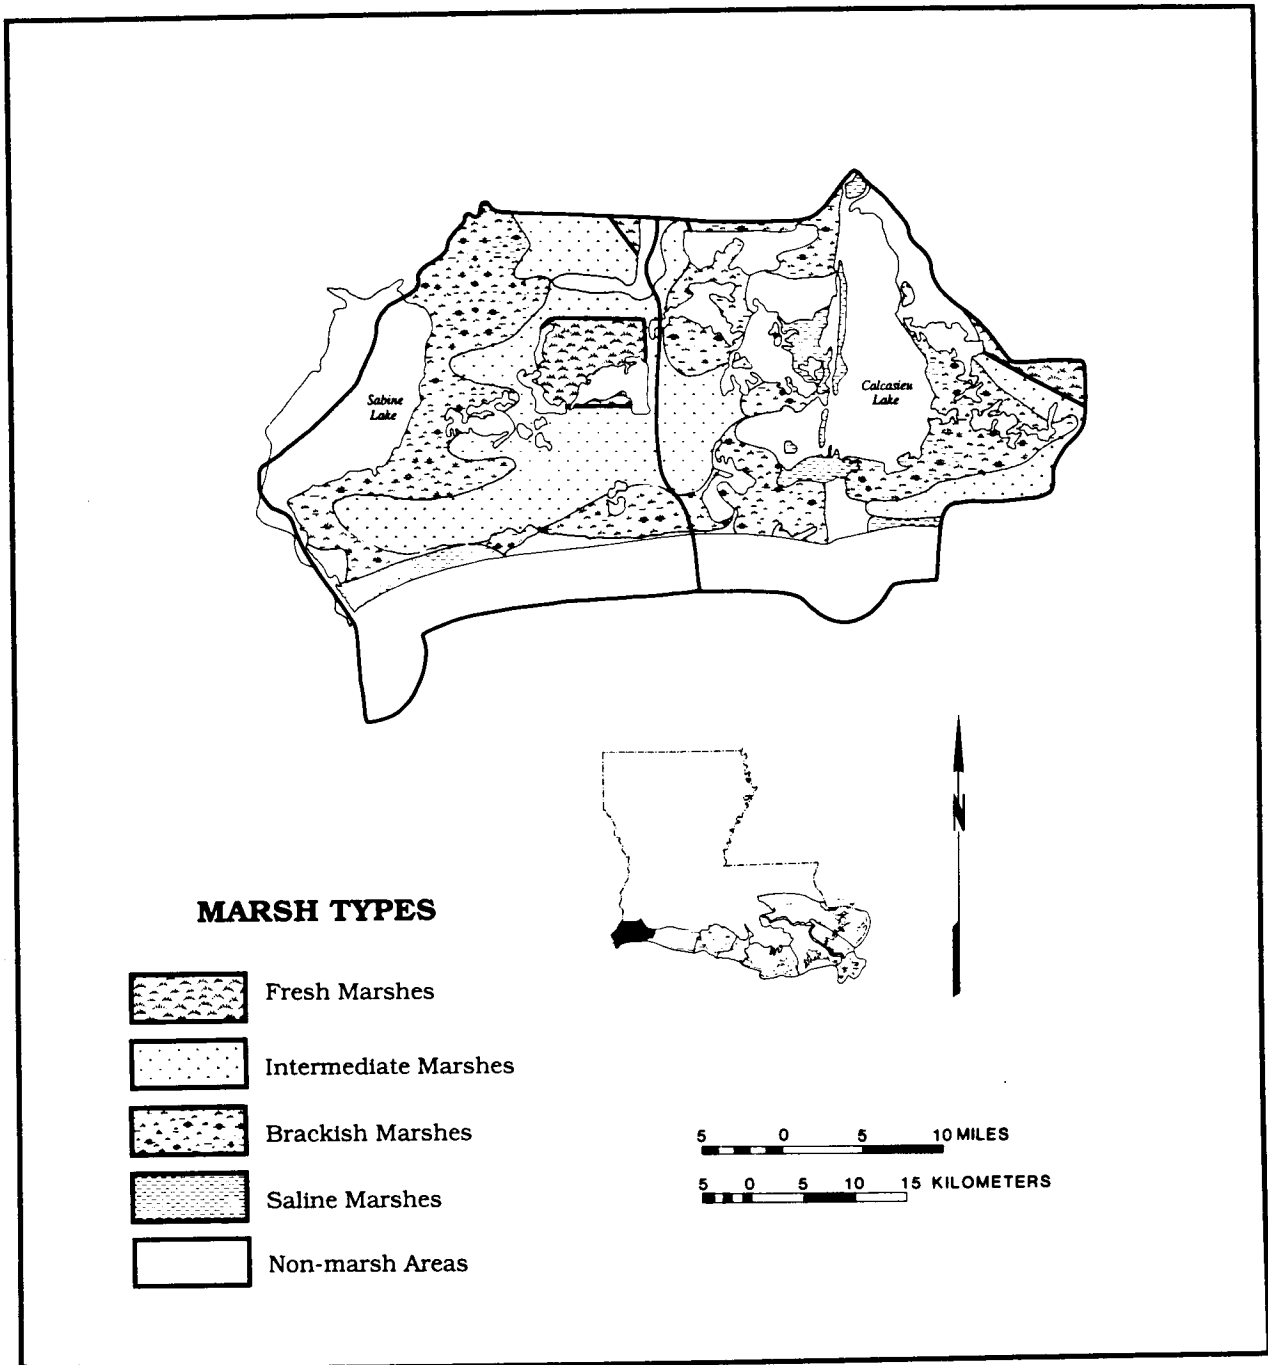 Sabine
Lake
Calcasieu
Lake
N
MARSH TYPES
Fresh Marshes
Intermediate Marshes
Brackish Marshes
Saline Marshes
Non-marsh Areas
5 0 5 10 MILES
5 0 5 10 15 KILOMETERS